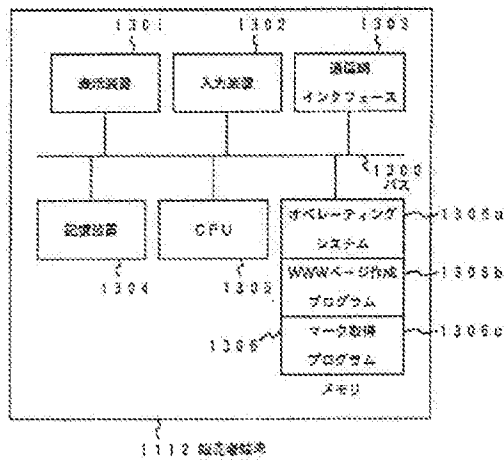 1301
1302
1303
表示装置
入力装置
通信網
インタフェース
1300
バス
記憶装置
CPU
オペレーティング
システム
1306a
1304
1305
WWWページ作成
プログラム
1306b
1306
マーク取得
プログラム
1306c
メモリ
1112 販売者端末